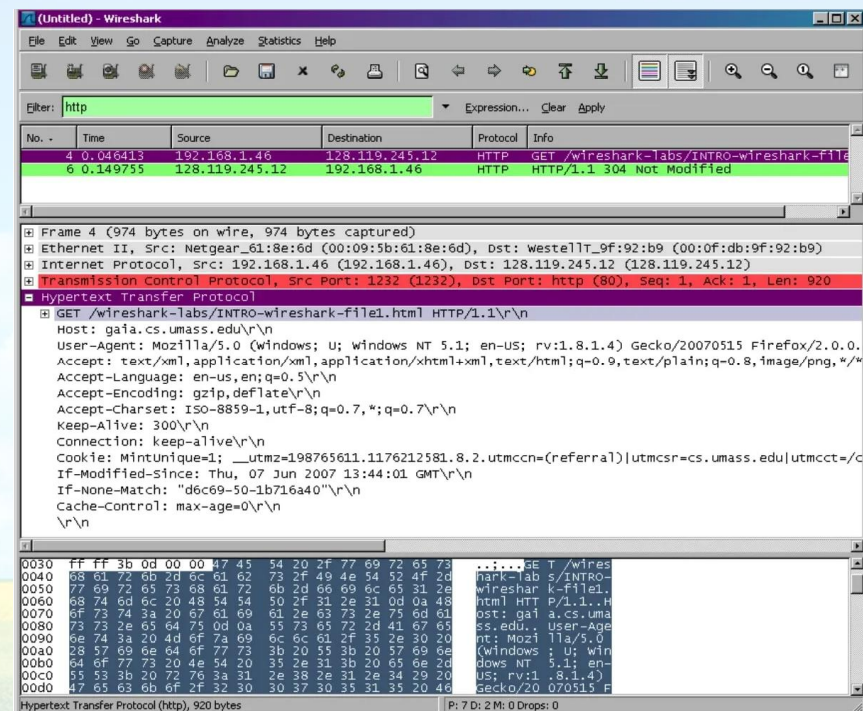 (Untitled) - Wireshark
File Edit View Go Capture Analyze Statistics Help
Filter: http Expression... Clear Apply
No. - Time Source Destination Protocol Info
4 0.046413 192.168.1.46 128.119.245.12 HTTP GET /wireshark-labs/INTRO-wireshark-file
6 0.149755 128.119.245.12 192.168.1.46 HTTP HTTP/1.1 304 Not Modified
Frame 4 (974 bytes on wire, 974 bytes captured)
Ethernet II, Src: Netgear_61:8e:6d (00:09:5b:61:8e:6d), Dst: WestellT_9f:92:b9 (00:0f:db:9f:92:b9)
Internet Protocol, Src: 192.168.1.46 (192.168.1.46), Dst: 128.119.245.12 (128.119.245.12)
Transmission Control Protocol, Src Port: 1232 (1232), Dst Port: http (80), Seq: 1, Ack: 1, Len: 920
Hypertext Transfer Protocol
GET /wireshark-labs/INTRO-wireshark-file1.html HTTP/1.1\r\n
Host: gaia.cs.umass.edu\r\n
User-Agent: Mozilla/5.0 (Windows; U; Windows NT 5.1; en-US; rv:1.8.1.4) Gecko/20070515 Firefox/2.0.0.
Accept: text/xml,application/xml,application/xhtml+xml,text/html;q=0.9,text/plain;q=0.8,image/png,*/*
Accept-Language: en-us,en;q=0.5\r\n
Accept-Encoding: gzip,deflate\r\n
Accept-Charset: ISO-8859-1,utf-8;q=0.7,*;q=0.7\r\n
Keep-Alive: 300\r\n
Connection: keep-alive\r\n
Cookie: MintUnique=1; __utmz=198765611.1176212581.8.2.utmccn=(referral)|utmcsr=cs.umass.edu|utmcct=/c
If-Modified-Since: Thu, 07 Jun 2007 13:44:01 GMT\r\n
If-None-Match: "d6c69-50-1b716a40"\r\n
Cache-Control: max-age=0\r\n
\r\n
0030 ff ff 3b 0d 00 00 47 45 54 20 2f 77 69 72 65 73 ..;...GE T /wires
0040 68 61 72 6b 2d 6c 61 62 73 2f 49 4e 54 52 4f 2d hark-lab s/INTRO-
0050 77 69 72 65 73 68 61 72 6b 2d 66 69 6c 65 31 2e wireshar k-file1.
0060 68 74 6d 6c 20 48 54 54 50 2f 31 2e 31 0d 0a 48 html HTT P/1.1..H
0070 6f 73 74 3a 20 67 61 69 61 2e 63 73 2e 75 6d 61 ost: gai a.cs.uma
0080 73 73 2e 65 64 75 0d 0a 55 73 65 72 2d 41 67 65 ss.edu.. User-Age
0090 6e 74 3a 20 4d 6f 7a 69 6c 6c 61 2f 35 2e 30 20 nt: Mozi lla/5.0
00a0 28 57 69 6e 64 6f 77 73 3b 20 55 3b 20 57 69 6e (Windows ; U; Win
00b0 64 6f 77 73 20 4e 54 20 35 2e 31 3b 20 65 6e 2d dows NT 5.1; en-
00c0 55 53 3b 20 72 76 3a 31 2e 38 2e 31 2e 34 29 20 US; rv:1 .8.1.4)
00d0 47 65 63 6b 6f 2f 32 30 30 37 30 35 31 35 20 46 Gecko/20 070515 F
Hypertext Transfer Protocol (http), 920 bytes P: 7 D: 2 M: 0 Drops: 0